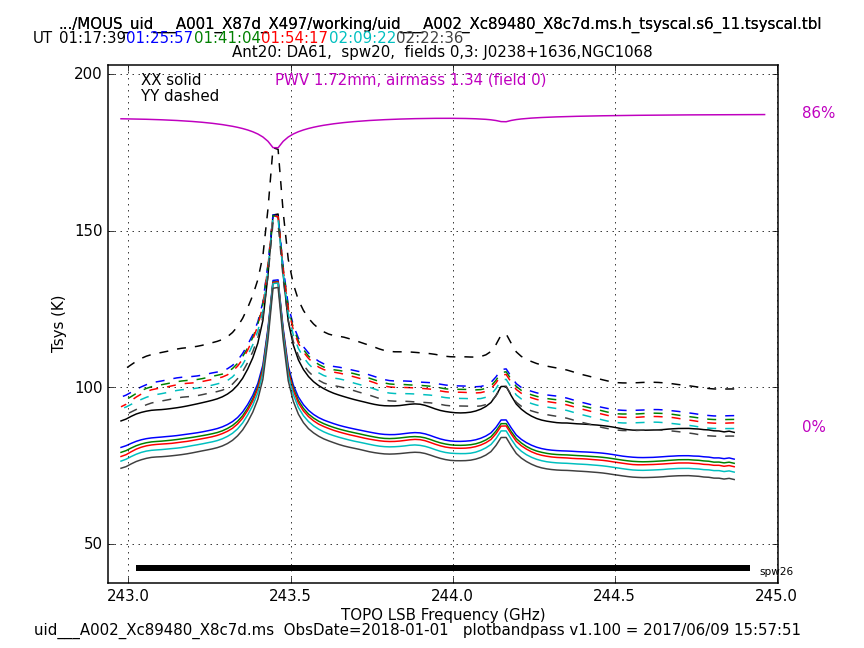 .../MOUS_uid___A001_X87d_X497/working/uid___A002_Xc89480_X8c7d.ms.h_tsyscal.s6_11.tsyscal.tbl
UT 01:17:39 01:25:57 01:41:04 01:54:17 02:09:22 02:22:36
Ant20: DA61,  spw20,  fields 0,3: J0238+1636,NGC1068
XX solid
YY dashed
PWV 1.72mm, airmass 1.34 (field 0)
200
150
100
50
Tsys (K)
86%
0%
spw26
243.0 243.5 244.0 244.5 245.0
TOPO LSB Frequency (GHz)
uid___A002_Xc89480_X8c7d.ms  ObsDate=2018-01-01   plotbandpass v1.100 = 2017/06/09 15:57:51